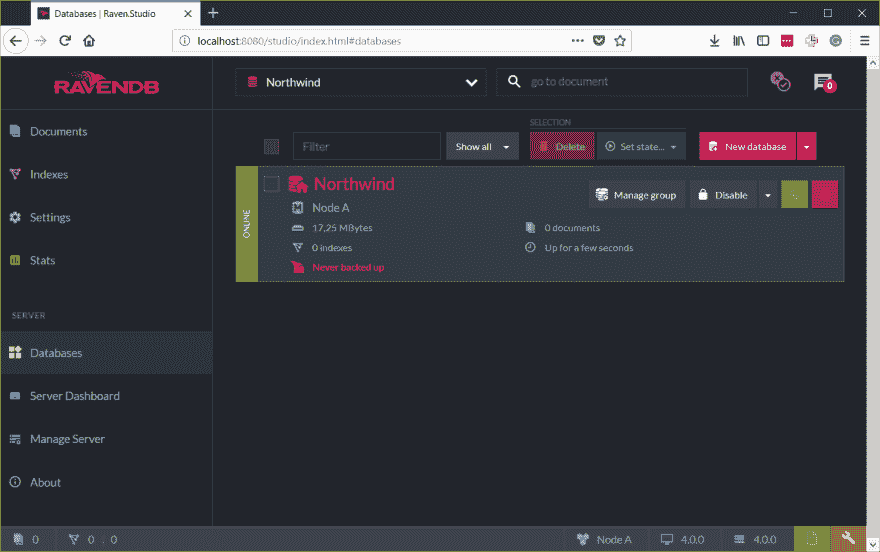 Databases | Raven.Studio
localhost:8080/studio/index.html#databases
RAVENDB
Northwind
go to document
0
Documents
Indexes
Settings
Stats
SERVER
Databases
Server Dashboard
Manage Server
About
SELECTION
Filter
Show all
Delete
Set state...
New database
ONLINE
Northwind
Manage group
Disable
Node A
17,25 MBytes
0 documents
0 indexes
Up for a few seconds
Never backed up
0
0
0
Node A
4.0.0
4.0.0